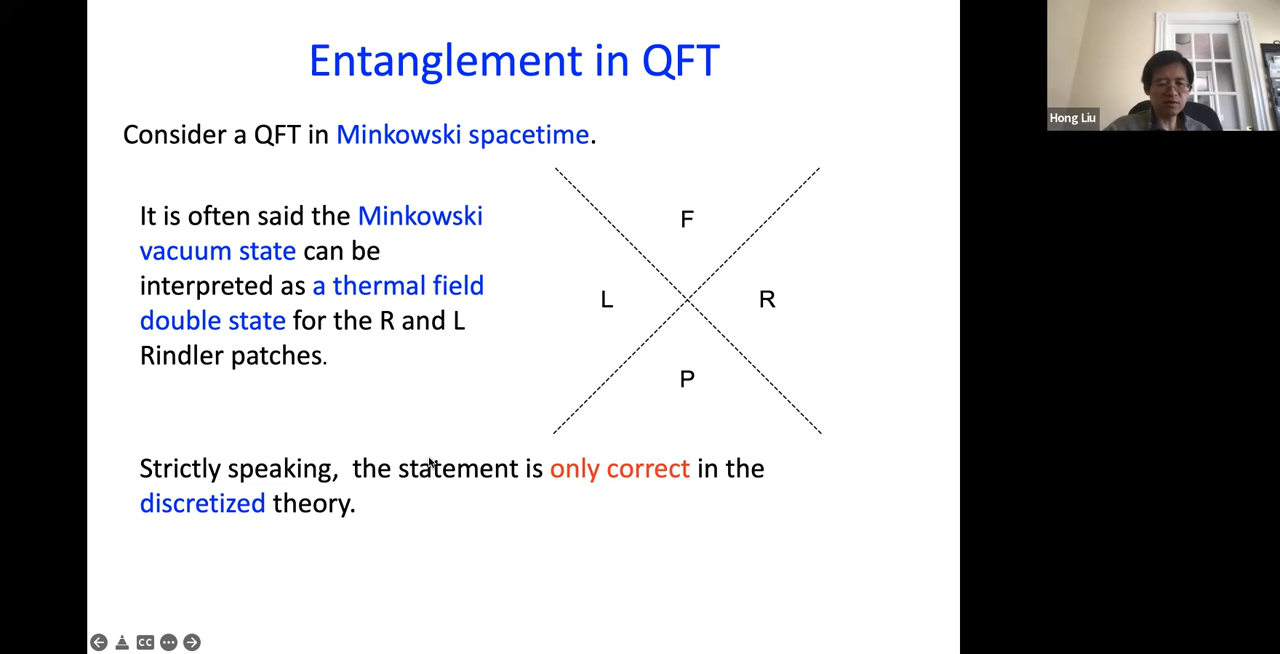 Entanglement in QFT
Consider a QFT in Minkowski spacetime.
It is often said the Minkowski
vacuum state can be
interpreted as a thermal field
double state for the R and L
Rindler patches.
F
L
R
P
Strictly speaking, the statement is only correct in the
discretized theory.
Hong Liu
CC